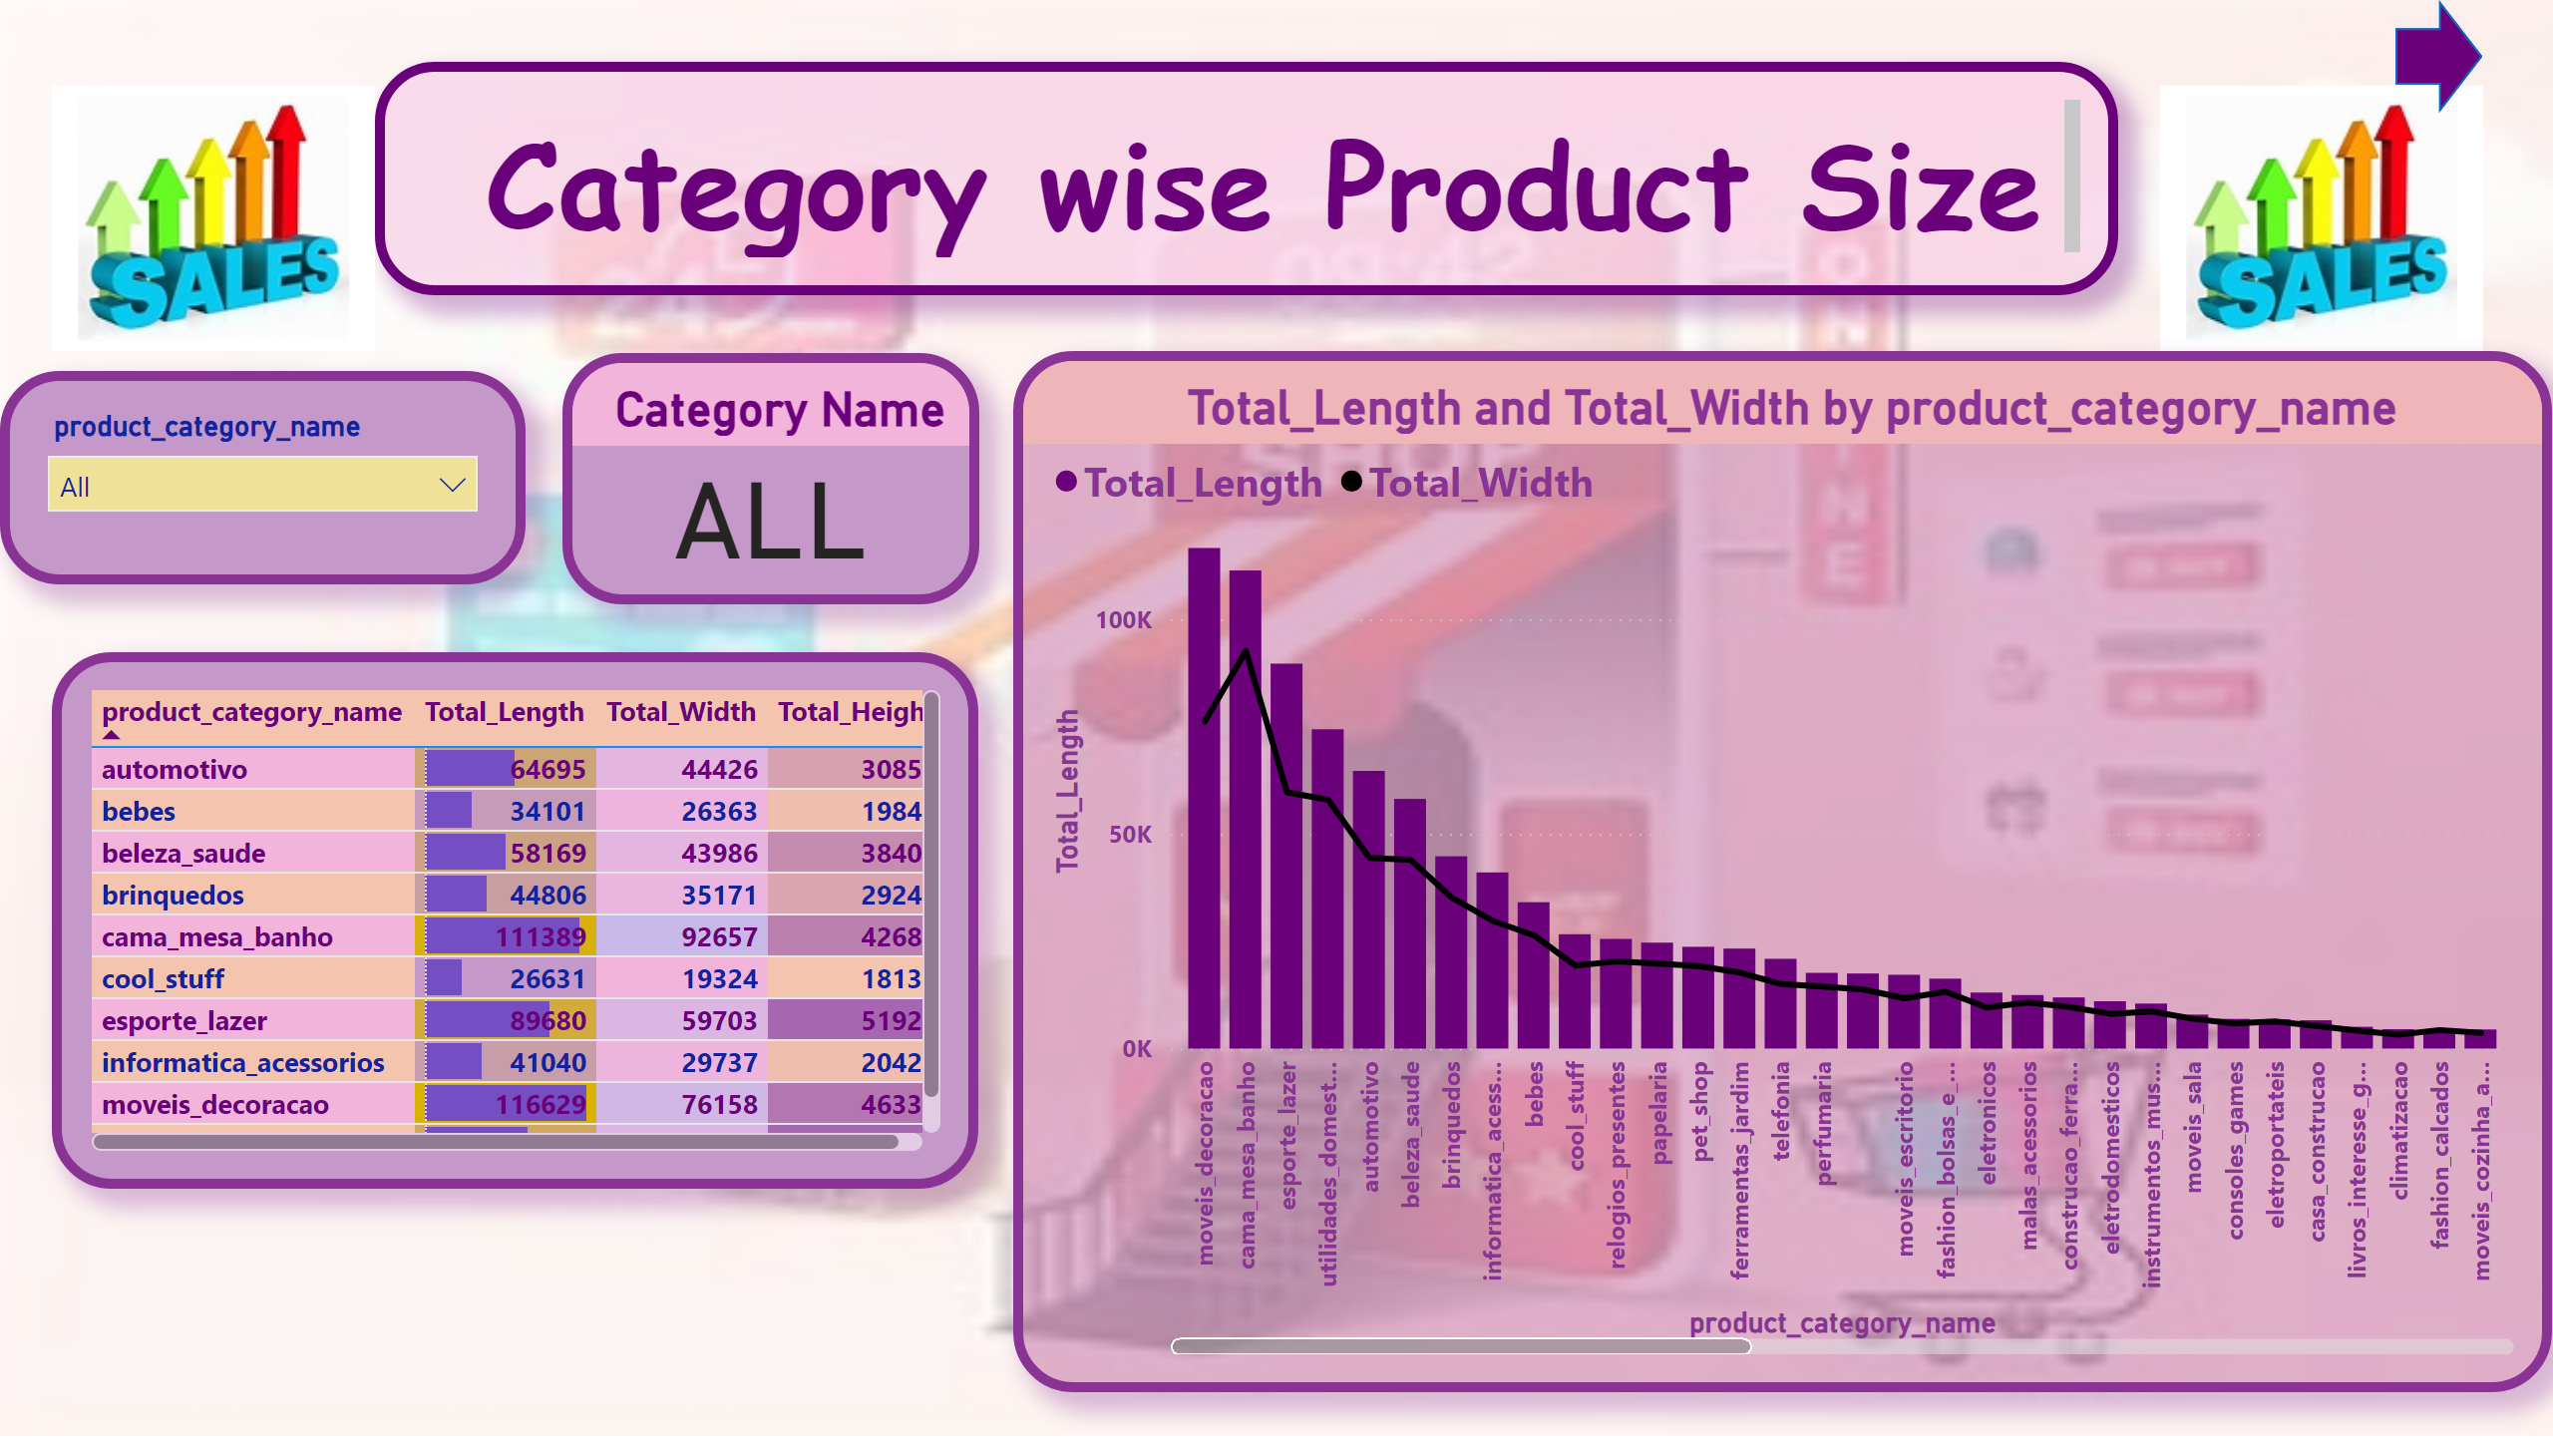 Category wise Product Size
SALES
SALES
product_category_name
All
Category Name
ALL
product_category_name Total_Length Total_Width Total_Heigh
automotivo 64695 44426 3085
bebes 34101 26363 1984
beleza_saude 58169 43986 3840
brinquedos 44806 35171 2924
cama_mesa_banho 111389 92657 4268
cool_stuff 26631 19324 1813
esporte_lazer 89680 59703 5192
informatica_acessorios 41040 29737 2042
moveis_decoracao 116629 76158 4633
Total_Length and Total_Width by product_category_name
Total_Length Total_Width
Total_Length
100K
50K
0K
moveis_decoracao
cama_mesa_banho
esporte_lazer
utilidades_domest...
automotivo
beleza_saude
brinquedos
informatica_acess...
bebes
cool_stuff
relogios_presentes
papelaria
pet_shop
ferramentas_jardim
telefonia
perfumaria
moveis_escritorio
fashion_bolsas_e_...
eletronicos
malas_acessorios
construcao_ferra...
eletrodomesticos
instrumentos_mus...
moveis_sala
consoles_games
eletroportateis
casa_construcao
livros_interesse_g...
climatizacao
fashion_calcados
moveis_cozinha_a...
product_category_name
SHOP